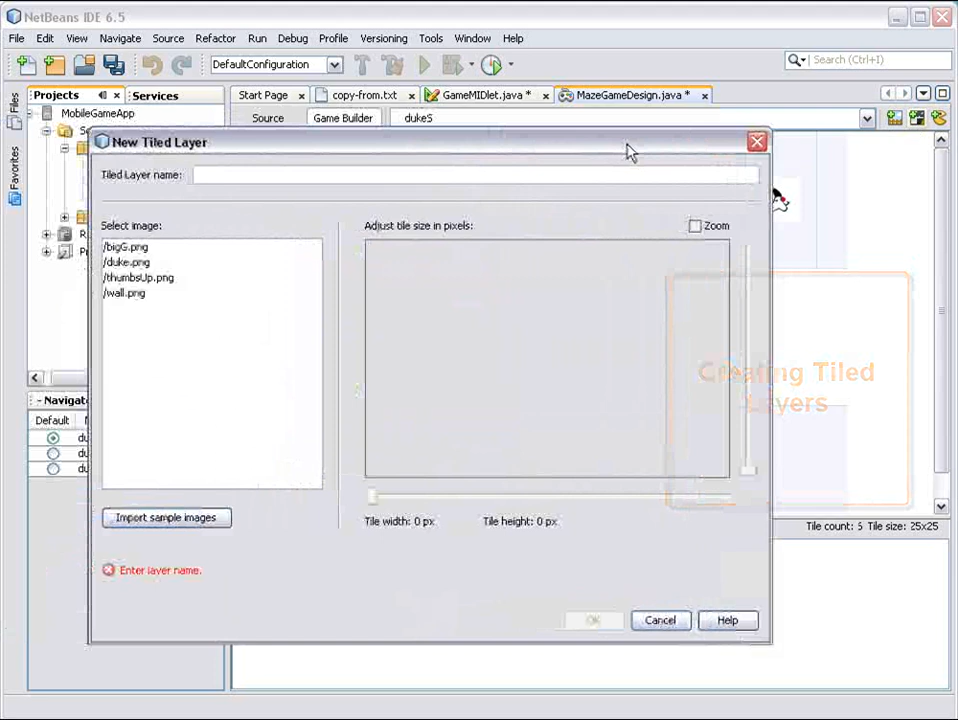 NetBeans IDE 6.5
File Edit View Navigate Source Refactor Run Debug Profile Versioning Tools Window Help
DefaultConfiguration
Search (Ctrl+I)
Files
Favorites
Projects
Services
Start Page
copy-from.txt
GameMIDlet.java *
MazeGameDesign.java *
MobileGameApp
Source
Game Builder
dukeS
New Tiled Layer
Tiled Layer name:
Select image:
Adjust tile size in pixels:
Zoom
/bigG.png
/duke.png
/thumbsUp.png
/wall.png
Creating Tiled
Layers
Default
Import sample images
Tile width: 0 px
Tile height: 0 px
Tile count: 5 Tile size: 25x25
Enter layer name.
OK
Cancel
Help